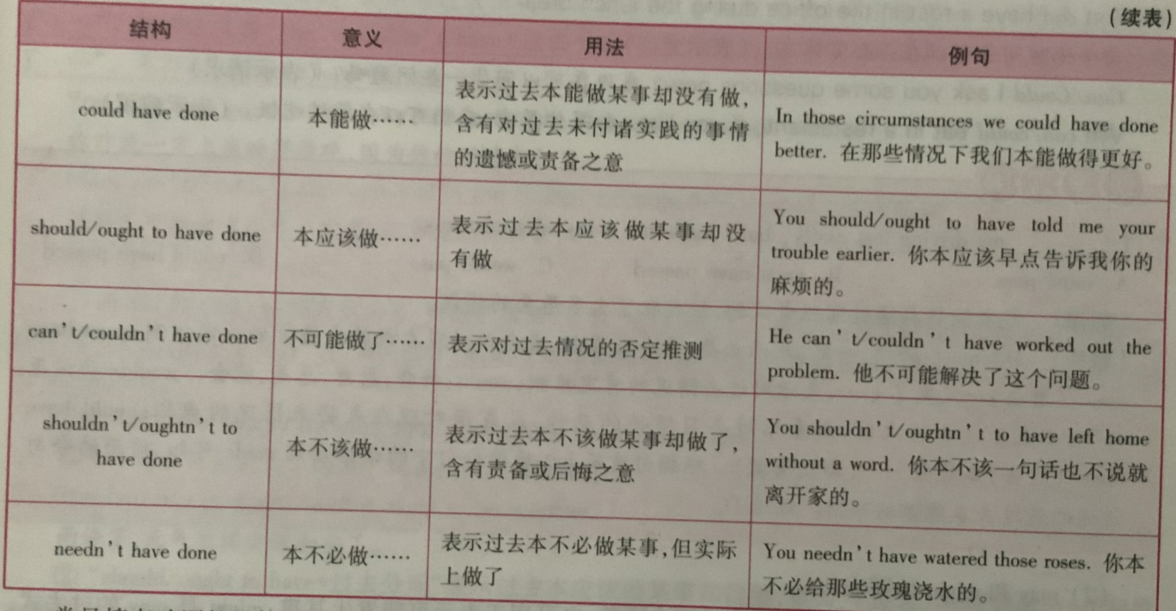 (续表)
结构 意义 用法 例句
could have done
本能做……
表示过去本能做某事却没有做,
含有对过去未付诸实践的事情
的遗憾或责备之意
In those circumstances we could have done
better. 在那些情况下我们本能做得更好。
should/ought to have done
本应该做……
表示过去本应该做某事却没
有做
You should/ought to have told me your
trouble earlier. 你本应该早点告诉我你的
麻烦的。
can't/couldn't have done
不可能做了……
表示对过去情况的否定推测
He can't/couldn't have worked out the
problem. 他不可能解决了这个问题。
shouldn't/oughtn't to
have done
本不该做……
表示过去本不该做某事却做了,
含有责备或后悔之意
You shouldn't/oughtn't to have left home
without a word. 你本不该一句话也不说就
离开家的。
needn't have done
本不必做……
表示过去本不必做某事,但实际
上做了
You needn't have watered those roses. 你本
不必给那些玫瑰浇水的。